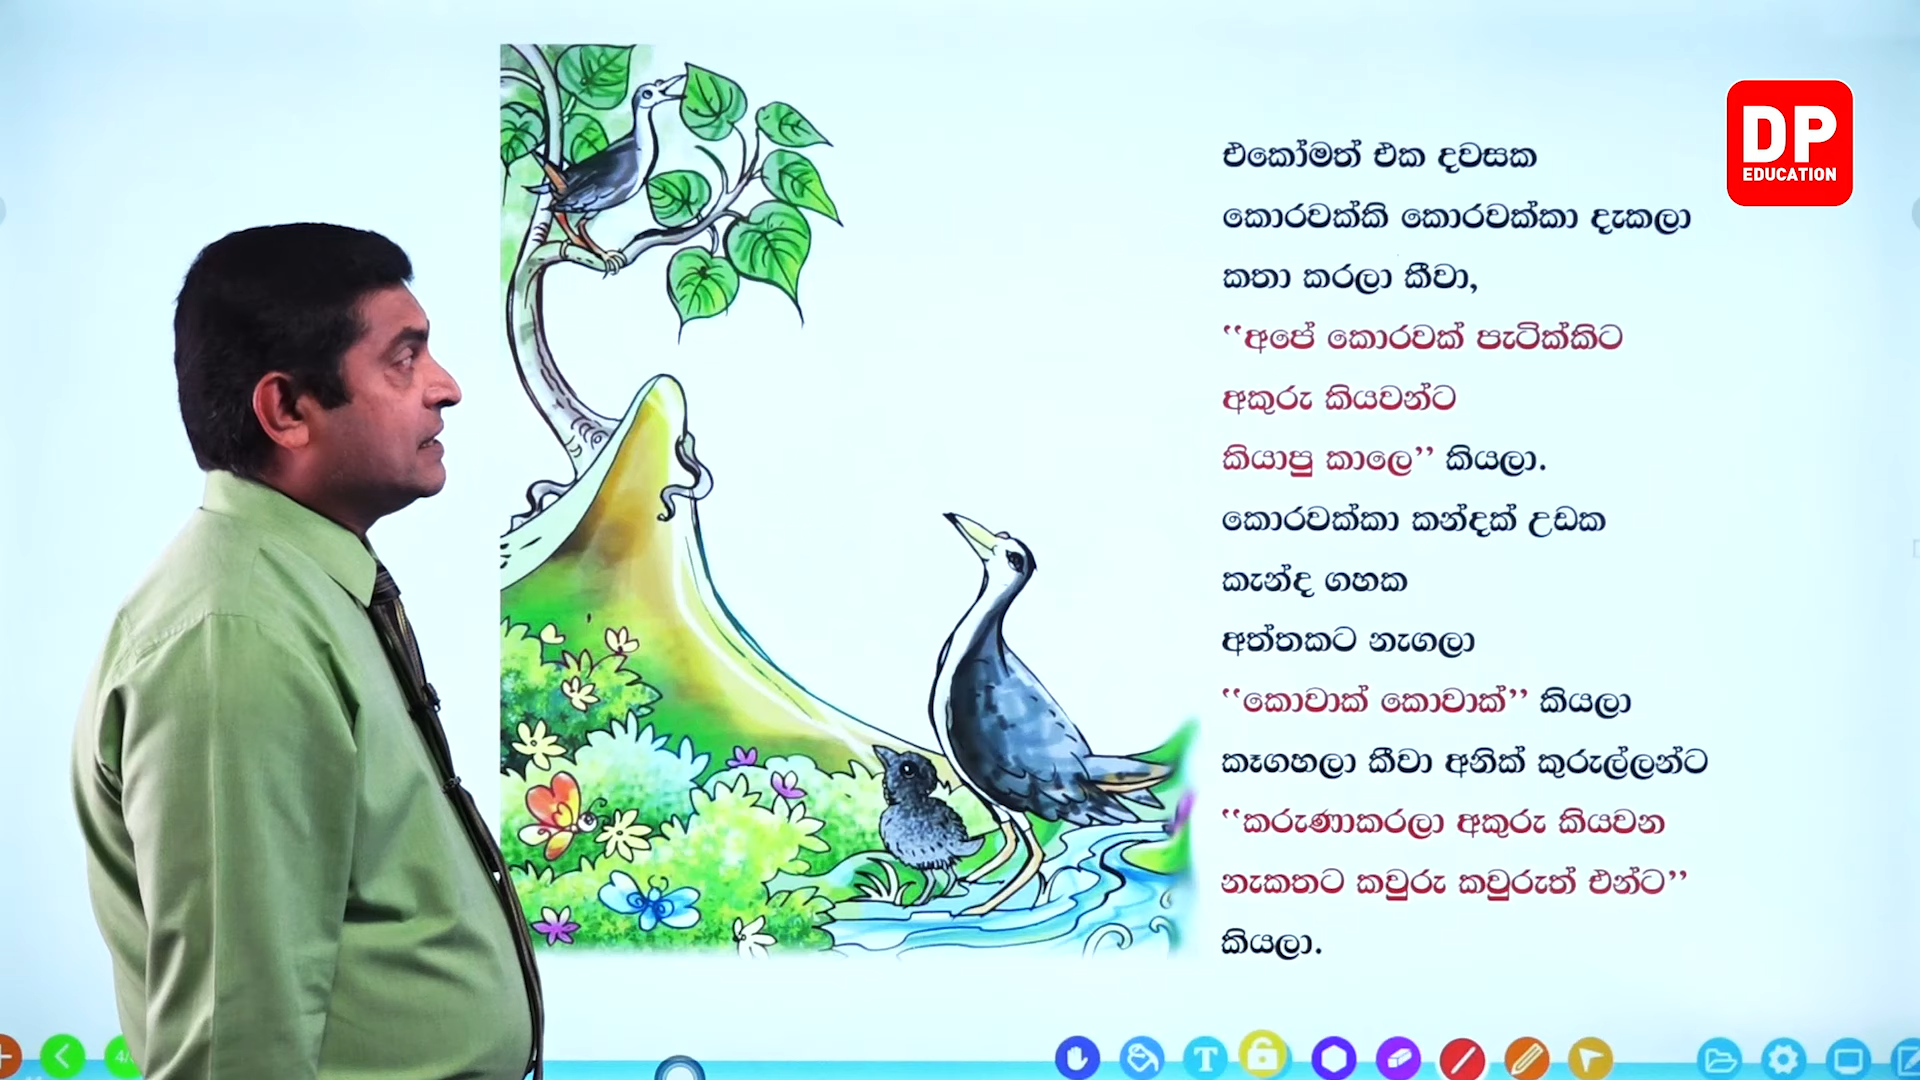 එකෝමත් එක දවසක
කොරවක්කි කොරවක්කා දැකලා
කතා කරලා කීවා,
“අපේ කොරවක් පැටික්කිට
අකුරු කියවන්ට
කියාපු කාලෙ” කියලා.
කොරවක්කා කන්දක් උඩක
කැන්ද ගහක
අත්තකට නැගලා
“කොවාක් කොවාක්” කියලා
කෑගහලා කීවා අනික් කුරුල්ලන්ට
“කරුණාකරලා අකුරු කියවන
නැකතට කවුරු කවුරුත් එන්ට”
කියලා.
DP
EDUCATION
T